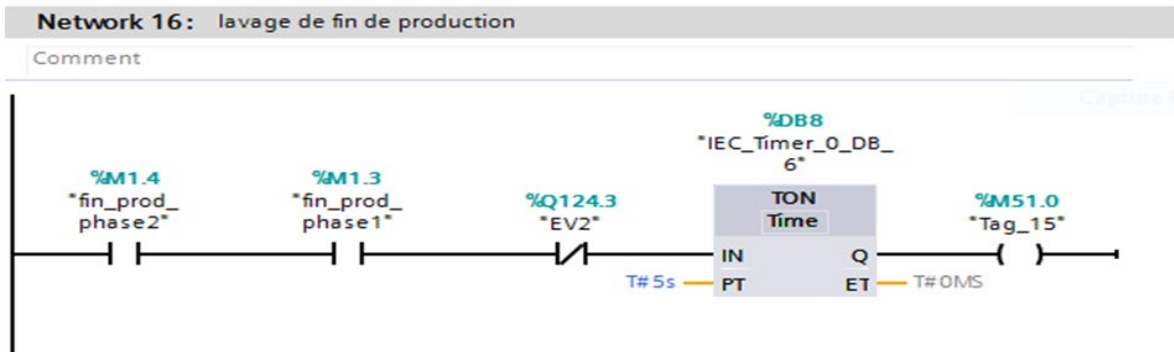 Network 16: lavage de fin de production
Comment
%DB8
"IEC_Timer_0_DB_
6"
%M1.4
"fin_prod_
phase2"
%M1.3
"fin_prod_
phase1"
%Q124.3
"EV2"
TON
Time
%M51.0
"Tag_15"
IN
Q
T#5s
PT
ET
T#0MS
Capture